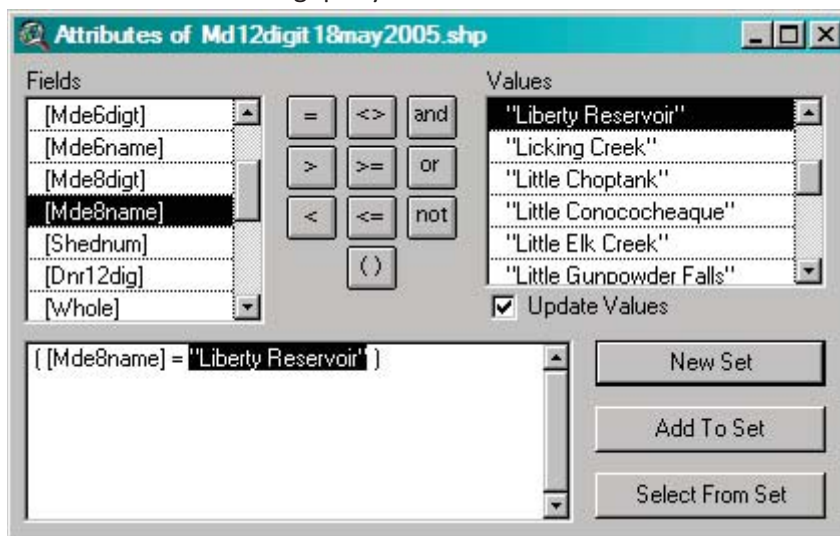 Attributes of Md12digit18may2005.shp
Fields
Values
[Mde6digt]
[Mde6name]
[Mde8digt]
[Mde8name]
[Shednum]
[Dnr12dig]
[Whole]
= <> and
> >= or
< <= not
( )
"Liberty Reservoir"
"Licking Creek"
"Little Choptank"
"Little Conococheaque"
"Little Elk Creek"
"Little Gunpowder Falls"
Update Values
( [Mde8name] = "Liberty Reservoir" )
New Set
Add To Set
Select From Set